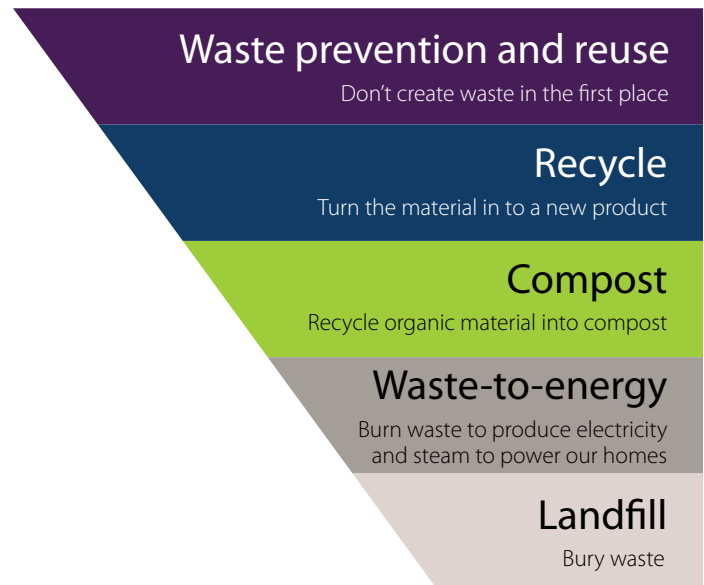 Waste prevention and reuse
Don’t create waste in the first place
Recycle
Turn the material in to a new product
Compost
Recycle organic material into compost
Waste-to-energy
Burn waste to produce electricity
and steam to power our homes
Landfill
Bury waste